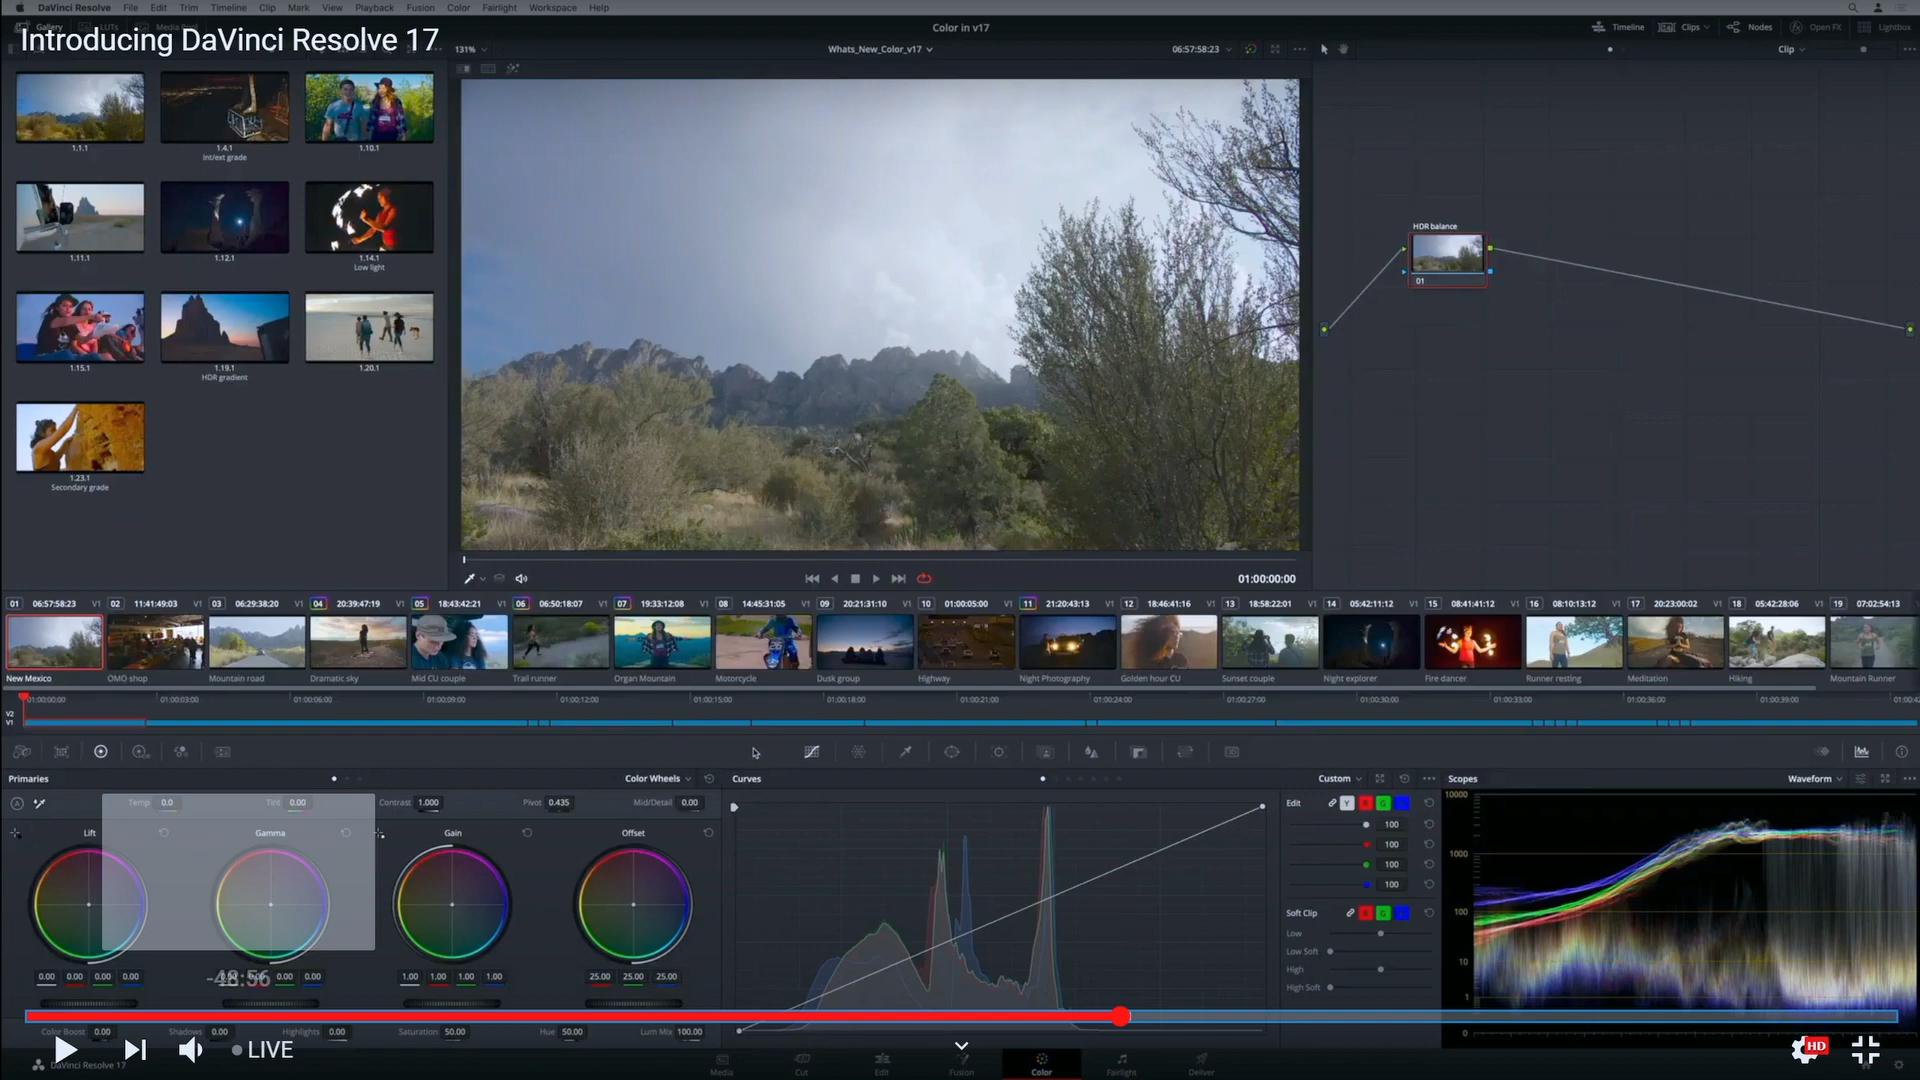 DaVinci Resolve File Edit Trim Timeline Clip Mark View Playback Fusion Color Fairlight Workspace Help
Gallery LUTs Media Pool Color in v17 Timeline Clips Nodes Open FX Lightbox
Introducing DaVinci Resolve 17
131% Whats_New_Color_v17 06:57:58:23 Clip
1.1.1 1.4.1 1.10.1
Int/ext grade
1.11.1 1.12.1 1.14.1
Low light
1.15.1 1.19.1 1.20.1
HDR gradient
1.23.1
Secondary grade
HDR balance
01
01:00:00:00
01 06:57:58:23 V1 02 11:41:49:03 V1 03 06:29:38:20 V1 04 20:39:47:19 V1 05 18:43:42:21 V1 06 06:50:18:07 V1 07 19:33:12:08 V1 08 14:45:31:05 V1 09 20:21:31:10 V1 10 01:00:05:00 V1 11 21:20:43:13 V1 12 18:46:41:16 V1 13 18:58:22:01 V1 14 05:42:11:12 V1 15 08:41:41:12 V1 16 08:10:13:12 V1 17 20:23:00:02 V1 18 05:42:28:06 V1 19 07:02:54:13
New Mexico OMO shop Mountain road Dramatic sky Mid CU couple Trail runner Organ Mountain Motorcycle Dusk group Highway Night Photography Golden hour CU Sunset couple Night explorer Fire dancer Runner resting Meditation Hiking Mountain Runner
01:00:00:00 01:00:03:00 01:00:06:00 01:00:09:00 01:00:12:00 01:00:15:00 01:00:18:00 01:00:21:00 01:00:24:00 01:00:27:00 01:00:30:00 01:00:33:00 01:00:36:00 01:00:39:00
V2
V1
Primaries Color Wheels Curves Custom Scopes Waveform
Temp 0.0 Tint 0.00 Contrast 1.000 Pivot 0.435 Mid/Detail 0.00
Lift Gamma Gain Offset
Edit Y R G
100
100
100
100
Soft Clip R G
Low
Low Soft
High
High Soft
10000
1000
100
10
1
0
0.00 0.00 0.00 0.00 0.00 0.00 1.00 1.00 1.00 1.00 25.00 25.00 25.00
-48:56
Color Boost 0.00 Shadows 0.00 Highlights 0.00 Saturation 50.00 Hue 50.00 Lum Mix 100.00
LIVE HD
DaVinci Resolve 17 Media Cut Edit Fusion Color Fairlight Deliver